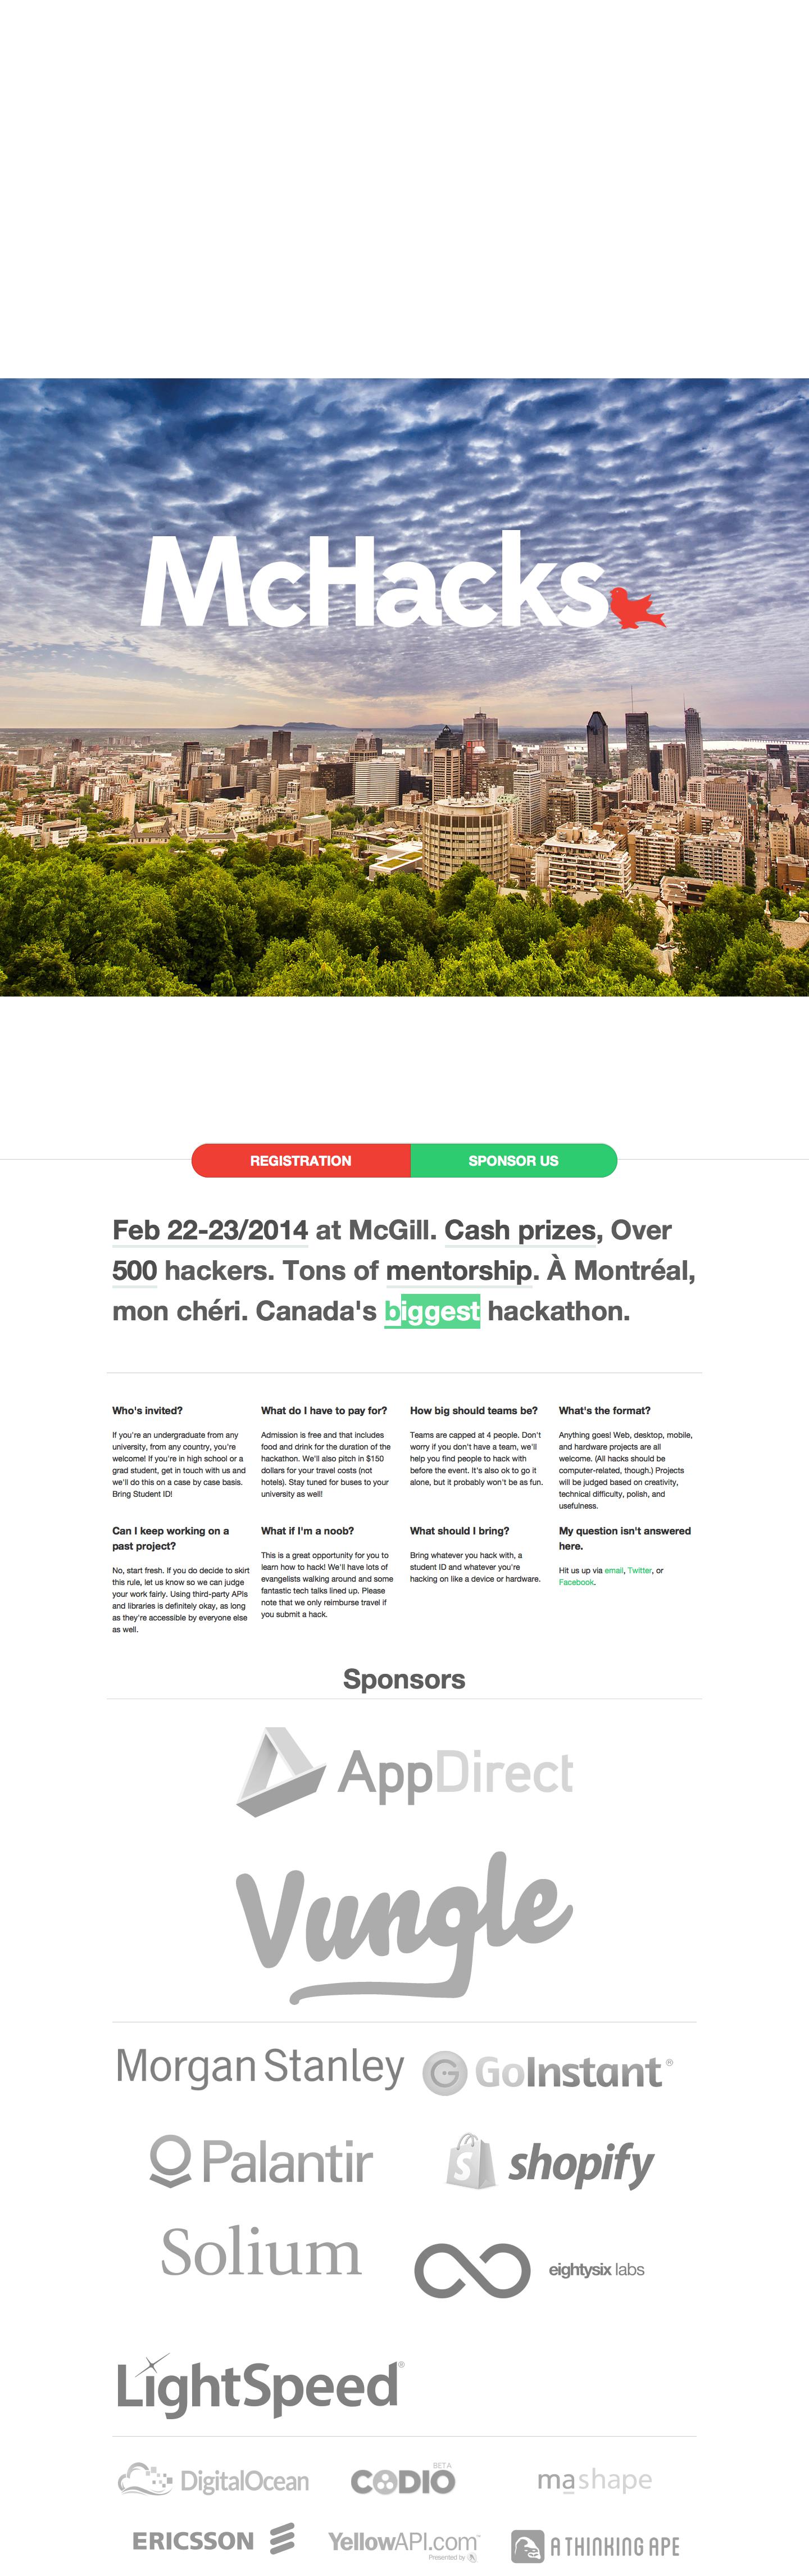 McHacks
REGISTRATION
SPONSOR US
Feb 22-23/2014 at McGill. Cash prizes, Over
500 hackers. Tons of mentorship. À Montréal,
mon chéri. Canada's biggest hackathon.
Who's invited?
If you're an undergraduate from any
university, from any country, you're
welcome! If you're in high school or a
grad student, get in touch with us and
we'll do this on a case by case basis.
Bring Student ID!
What do I have to pay for?
Admission is free and that includes
food and drink for the duration of the
hackathon. We'll also pitch in $150
dollars for your travel costs (not
hotels). Stay tuned for buses to your
university as well!
How big should teams be?
Teams are capped at 4 people. Don't
worry if you don't have a team, we'll
help you find people to hack with
before the event. It's also ok to go it
alone, but it probably won't be as fun.
What's the format?
Anything goes! Web, desktop, mobile,
and hardware projects are all
welcome. (All hacks should be
computer-related, though.) Projects
will be judged based on creativity,
technical difficulty, polish, and
usefulness.
Can I keep working on a
past project?
No, start fresh. If you do decide to skirt
this rule, let us know so we can judge
your work fairly. Using third-party APIs
and libraries is definitely okay, as long
as they're accessible by everyone else
as well.
What if I'm a noob?
This is a great opportunity for you to
learn how to hack! We'll have lots of
evangelists walking around and some
fantastic tech talks lined up. Please
note that we only reimburse travel if
you submit a hack.
What should I bring?
Bring whatever you hack with, a
student ID and whatever you're
hacking on like a device or hardware.
My question isn't answered
here.
Hit us up via email, Twitter, or
Facebook.
Sponsors
AppDirect
Vungle
Morgan Stanley
GoInstant®
Palantir
S shopify
Solium
eightysix labs
LightSpeed®
DigitalOcean
CODIO BETA
mashape
ERICSSON
YellowAPI.com™
Presented by
A THINKING APE